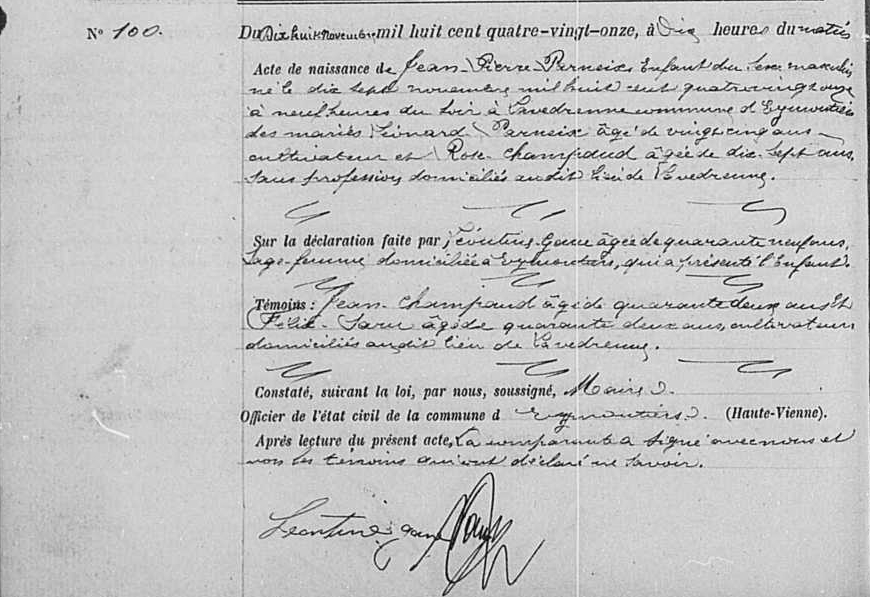 N° 100.
Du Dix huit Novembre mil huit cent quatre-vingt-onze, à Dix heures du matin
Acte de naissance de Jean-Pierre Parneix Enfant du Sexe masculin
né le dix sept novembre mil huit cent quatrevingt onze
à neuf heures du soir à Lavedrenne commune d'Eymoutiers
des mariés Léonard Parneix âgé de vingt cinq ans
cultivateur et Rose Champaud âgée de dix-sept ans,
sans profession, domiciliés audit lieu de Lavedrenne.
Sur la déclaration faite par Léontine Gane âgée de quarante neuf ans,
Sage-femme domiciliée à Eymoutiers, qui a présenté l'Enfant.
Témoins : Jean Champaud âgé de quarante deux ans Et
Félix Saru âgé de quarante deux ans, cultivateurs
domiciliés audit lieu de Lavedrenne.
Constaté, suivant la loi, par nous, soussigné, Maire
Officier de l'état civil de la commune d Eymoutiers. (Haute-Vienne).
Après lecture du présent acte, La comparante a signé avec nous et
non les témoins qui ont déclaré ne savoir.
Leontine gane